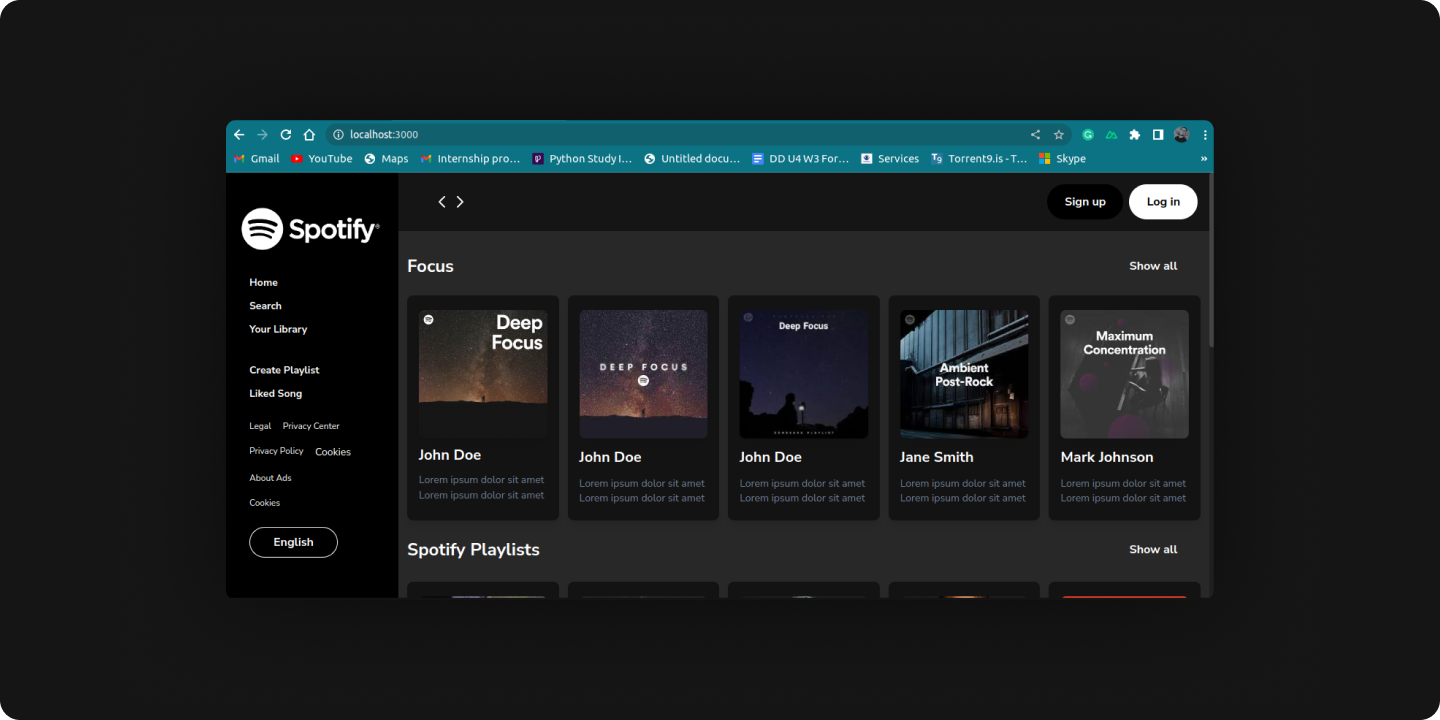 localhost:3000
Gmail YouTube Maps Internship pro... Python Study I... Untitled docu... DD U4 W3 For... Services Torrent9.is - T... Skype »
Spotify®
Home
Search
Your Library
Create Playlist
Liked Song
Legal Privacy Center
Privacy Policy Cookies
About Ads
Cookies
English
Sign up Log in
Focus Show all
Deep
Focus
John Doe
Lorem ipsum dolor sit amet
Lorem ipsum dolor sit amet
DEEP FOCUS
John Doe
Lorem ipsum dolor sit amet
Lorem ipsum dolor sit amet
Deep Focus
John Doe
Lorem ipsum dolor sit amet
Lorem ipsum dolor sit amet
Ambient
Post-Rock
Jane Smith
Lorem ipsum dolor sit amet
Lorem ipsum dolor sit amet
Maximum
Concentration
Mark Johnson
Lorem ipsum dolor sit amet
Lorem ipsum dolor sit amet
Spotify Playlists Show all